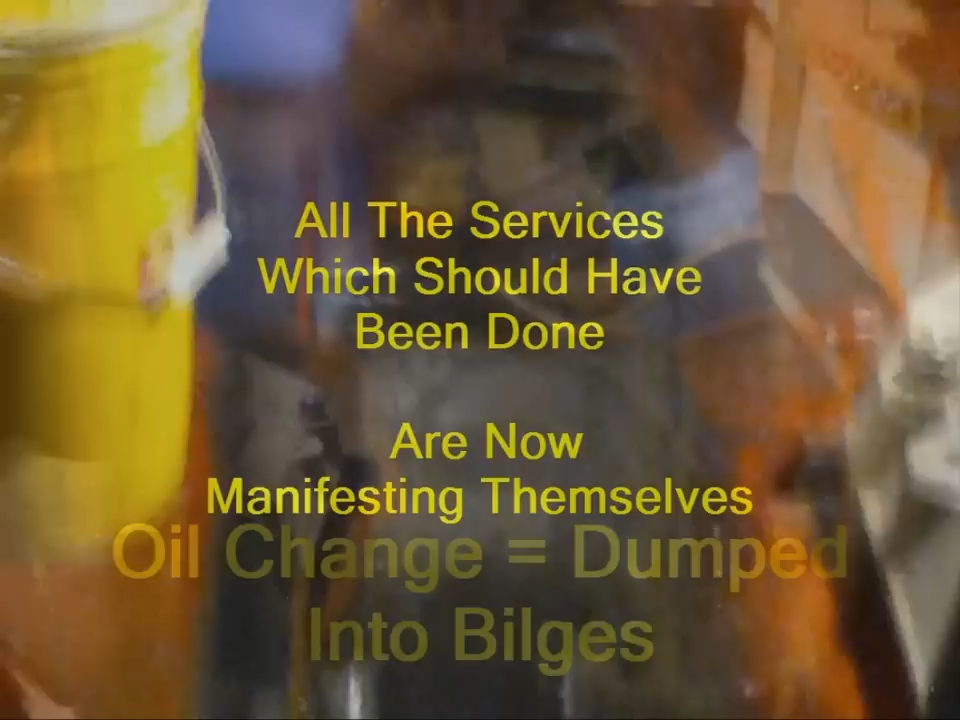 All The Services
Which Should Have
Been Done
Are Now
Manifesting Themselves
Oil Change = Dumped
Into Bilges